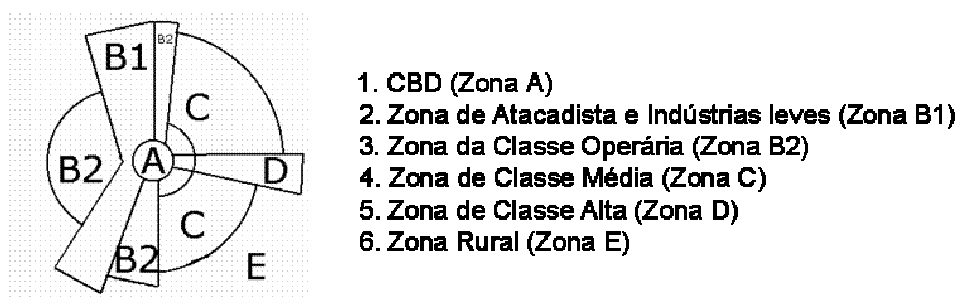 B1
B2
C
B2
A
D
C
B2
E
1. CBD (Zona A)
2. Zona de Atacadista e Indústrias leves (Zona B1)
3. Zona da Classe Operária (Zona B2)
4. Zona de Classe Média (Zona C)
5. Zona de Classe Alta (Zona D)
6. Zona Rural (Zona E)